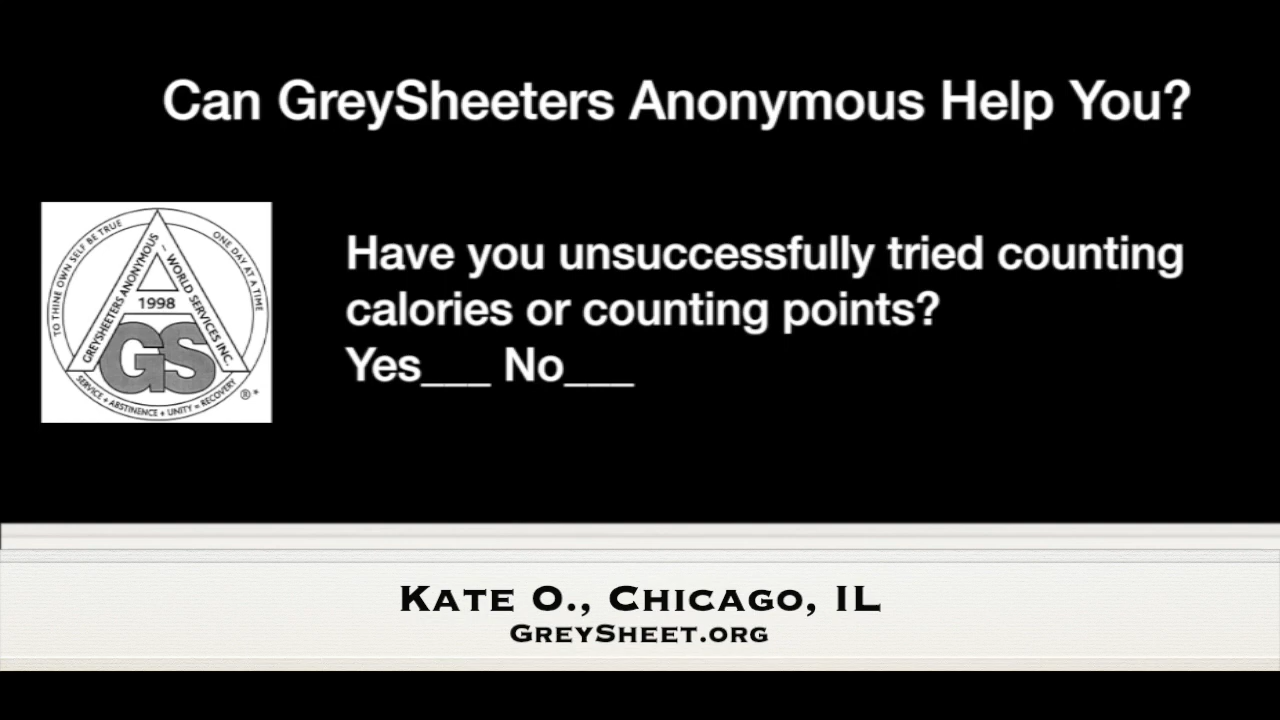 Can GreySheeters Anonymous Help You?
TO THINE OWN SELF BE TRUE
ONE DAY AT A TIME
GREYSHEETERS ANONYMOUS – WORLD SERVICES INC.
1998
GS
SERVICE + ABSTINENCE + UNITY = RECOVERY
®*
Have you unsuccessfully tried counting
calories or counting points?
Yes___ No___
KATE O., CHICAGO, IL
GREYSHEET.ORG